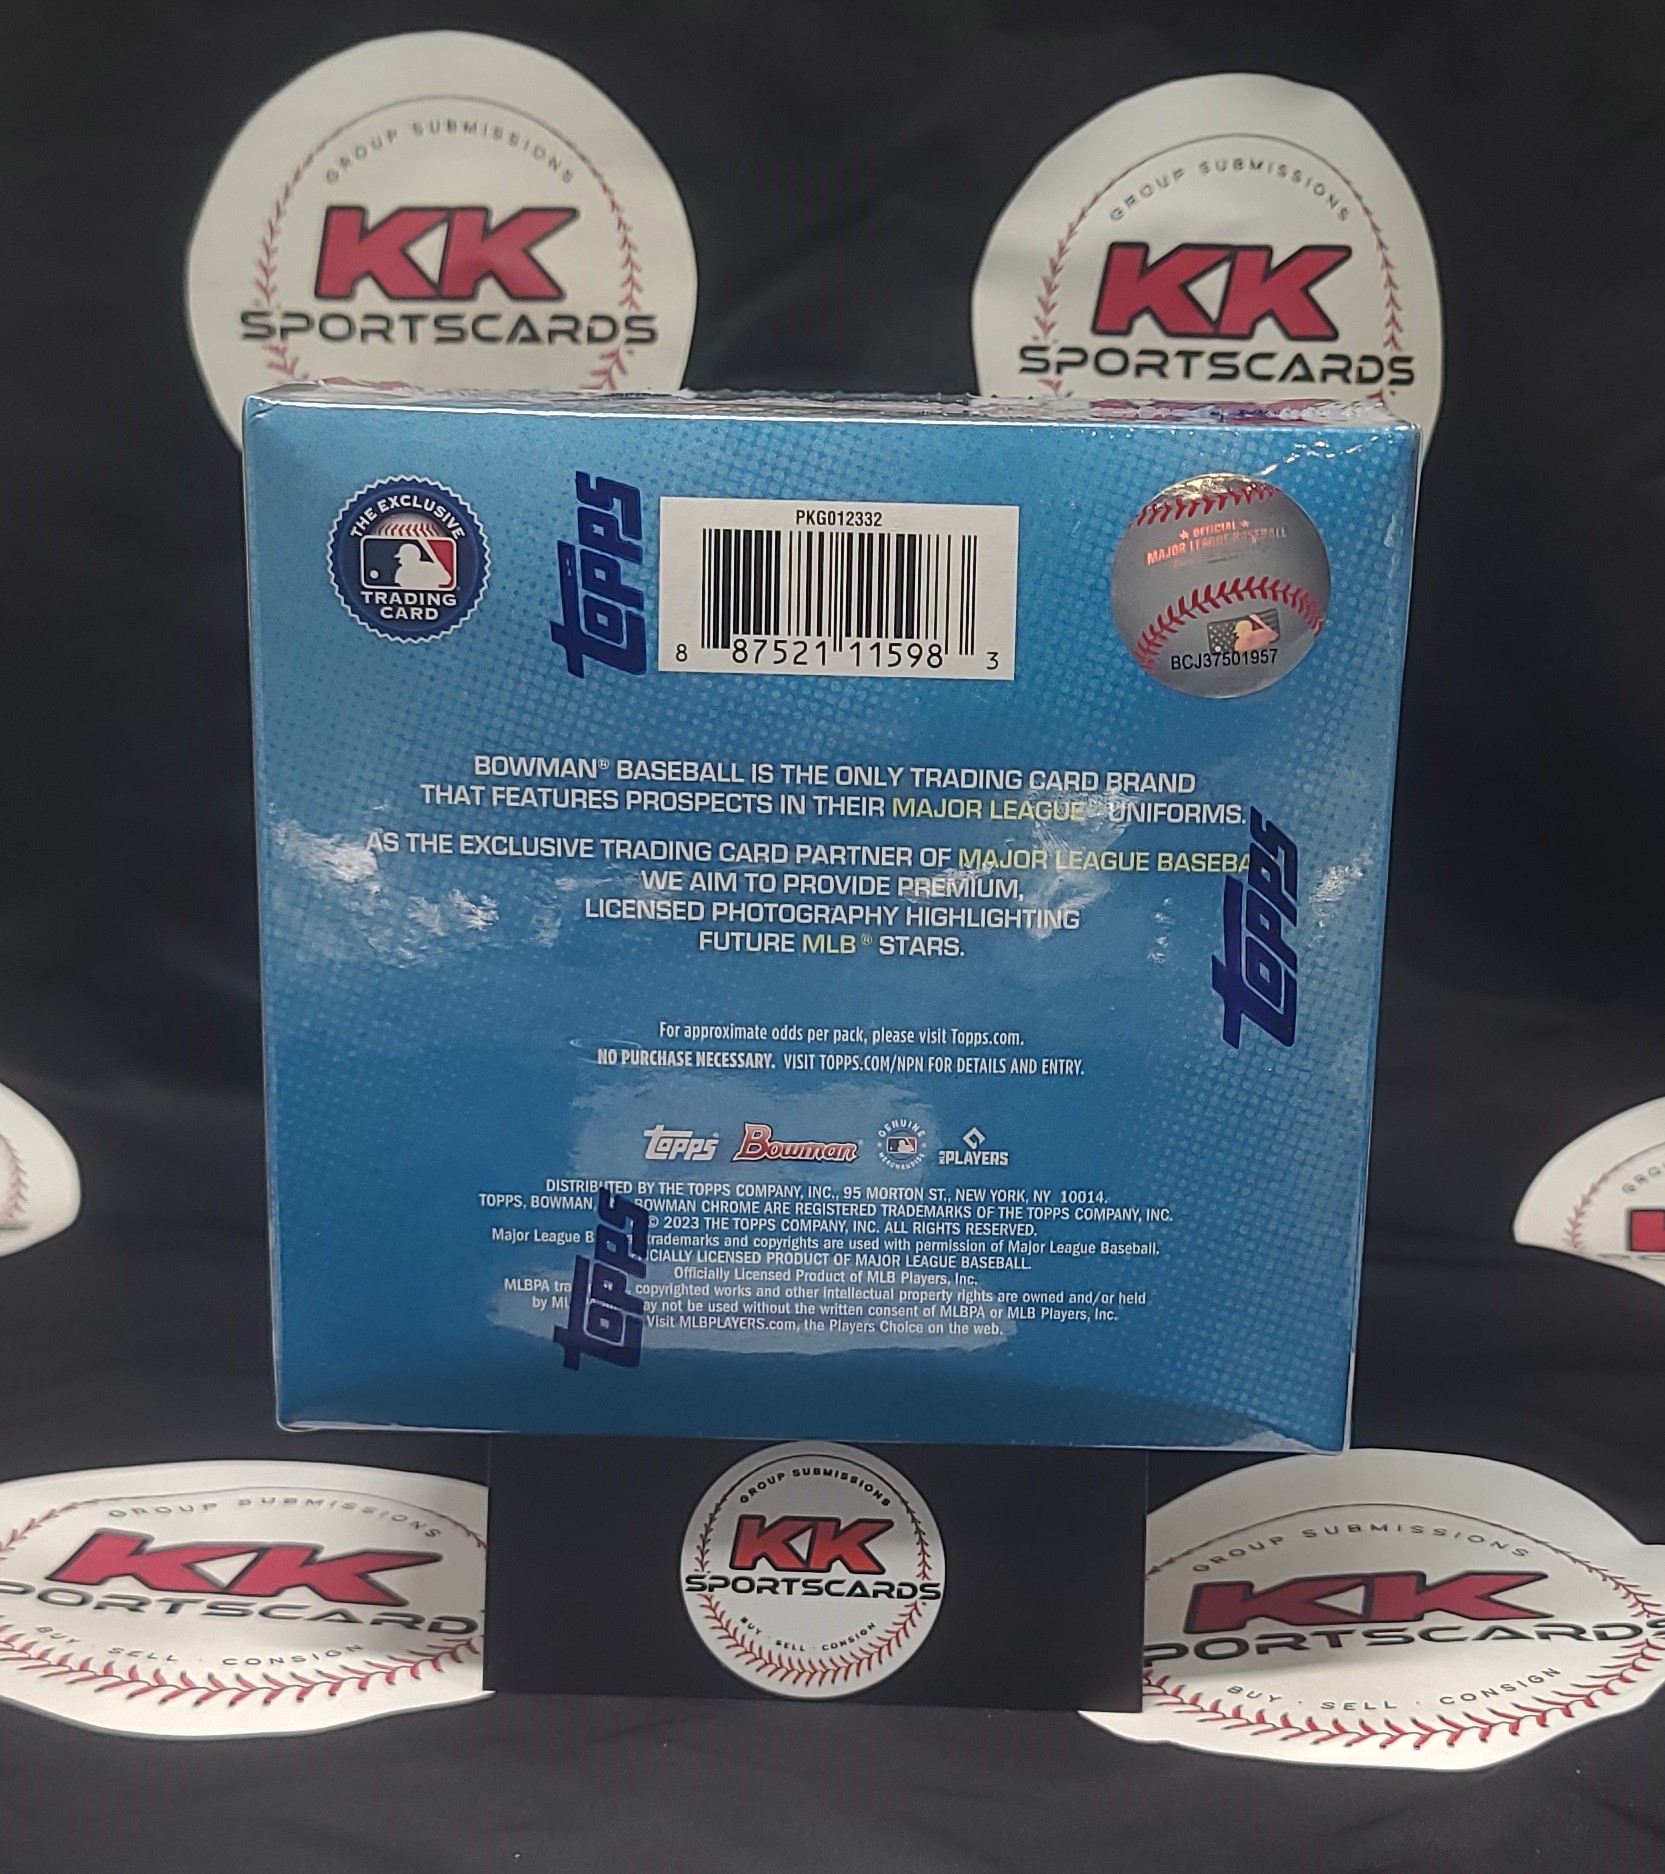 GROUP SUBMISSIONS
KK
SPORTSCARDS
GROUP SUBMISSIONS
KK
SPORTSCARDS
THE EXCLUSIVE
TRADING
CARD
TOPPS
PKG012332
8 87521 11598 3
OFFICIAL
MAJOR LEAGUE BASEBALL
BCJ37501957
BOWMAN® BASEBALL IS THE ONLY TRADING CARD BRAND
THAT FEATURES PROSPECTS IN THEIR MAJOR LEAGUE UNIFORMS.
AS THE EXCLUSIVE TRADING CARD PARTNER OF MAJOR LEAGUE BASEBA
WE AIM TO PROVIDE PREMIUM,
LICENSED PHOTOGRAPHY HIGHLIGHTING
FUTURE MLB® STARS.
TOPPS
For approximate odds per pack, please visit Topps.com.
NO PURCHASE NECESSARY. VISIT TOPPS.COM/NPN FOR DETAILS AND ENTRY.
TOPPS Bowman GENUINE MERCHANDISE MLB PLAYERS
DISTRIBUTED BY THE TOPPS COMPANY, INC., 95 MORTON ST., NEW YORK, NY 10014.
TOPPS, BOWMAN, BOWMAN CHROME ARE REGISTERED TRADEMARKS OF THE TOPPS COMPANY, INC.
© 2023 THE TOPPS COMPANY, INC. ALL RIGHTS RESERVED.
Major League B trademarks and copyrights are used with permission of Major League Baseball.
CIALLY LICENSED PRODUCT OF MAJOR LEAGUE BASEBALL.
Officially Licensed Product of MLB Players, Inc.
MLBPA tra copyrighted works and other intellectual property rights are owned and/or held
by ML ay not be used without the written consent of MLBPA or MLB Players, Inc.
Visit MLBPLAYERS.com, the Players Choice on the web.
TOPPS
GROUP SUBMISSIONS
KK
PORTSCARD
BUY · SELL · CONSIGN
GROUP SUBMISSIONS
KK
SPORTSCARDS
BUY · SELL · CONSIGN
GROUP SUBMISSIONS
KK
PORTSCARDS
BUY · SELL · CONSIGN